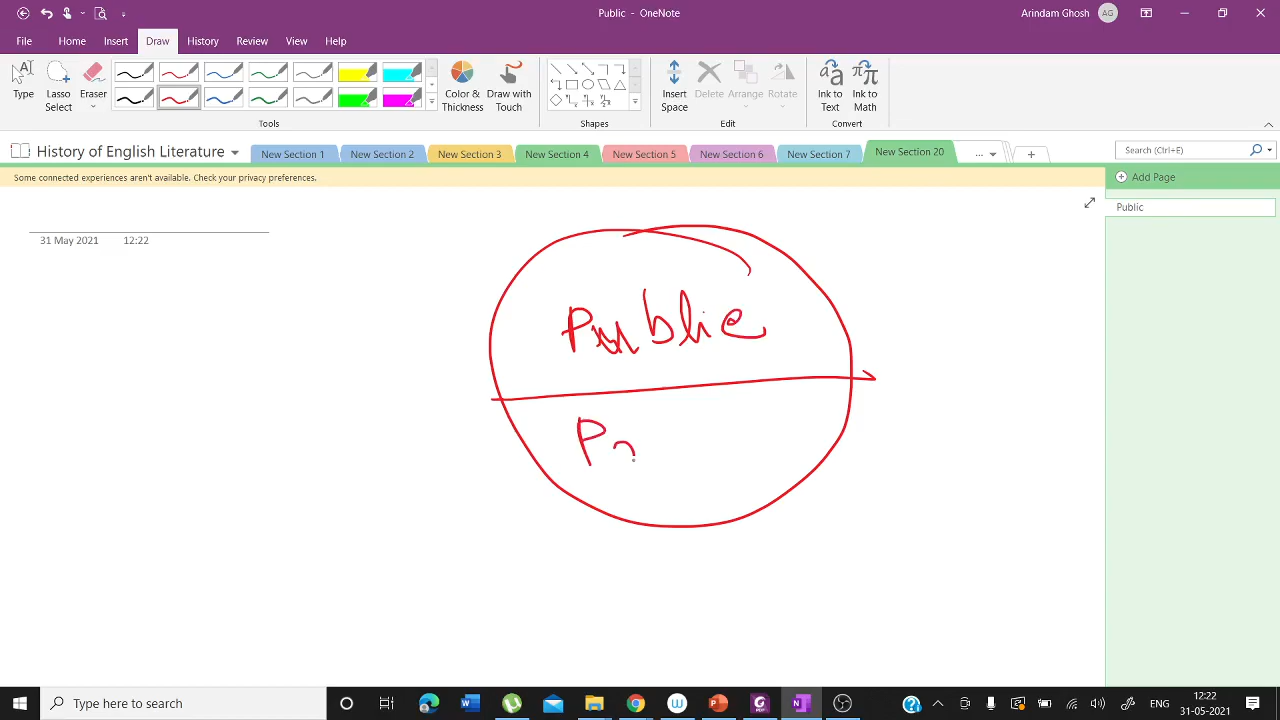 Public - OneNote
Arindam Ghosh AG
File Home Insert Draw History Review View Help
Type
Lasso Select
Eraser
Color & Thickness
Draw with Touch
Insert Space
Delete
Arrange
Rotate
Ink to Text
Ink to Math
Tools Shapes Edit Convert
History of English Literature New Section 1 New Section 2 New Section 3 New Section 4 New Section 5 New Section 6 New Section 7 New Section 20 ... Search (Ctrl+E)
Some connected experiences aren't available. Check your privacy preferences.
Add Page
Public
31 May 2021 12:22
Public
Pr
Type here to search
ENG
12:22
31-05-2021